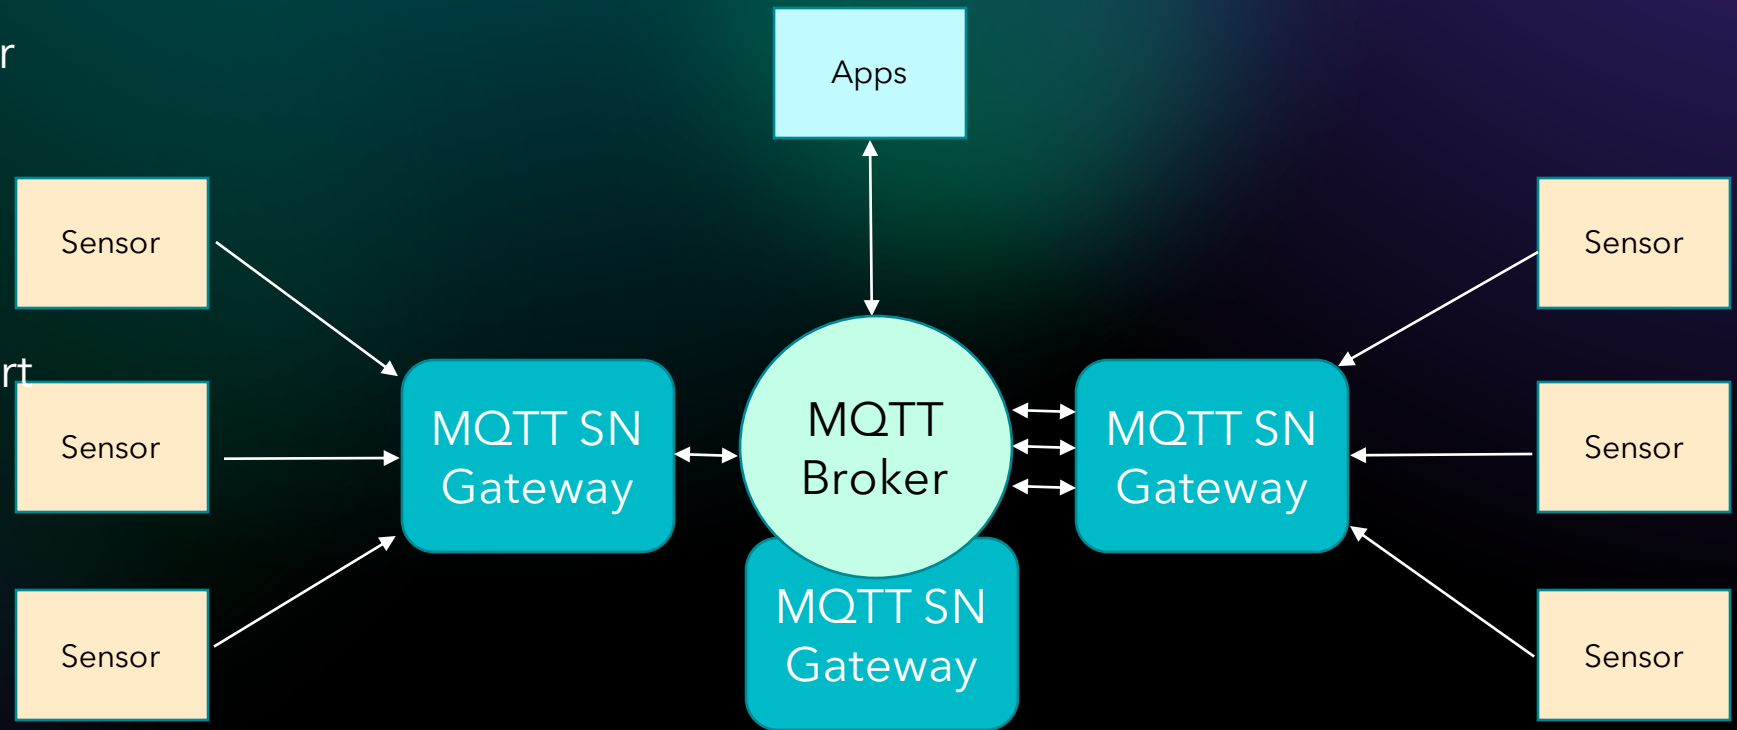 r
Apps
Sensor
Sensor
rt
MQTT SN
Gateway
MQTT
Broker
MQTT SN
Gateway
Sensor
Sensor
MQTT SN
Gateway
Sensor
Sensor